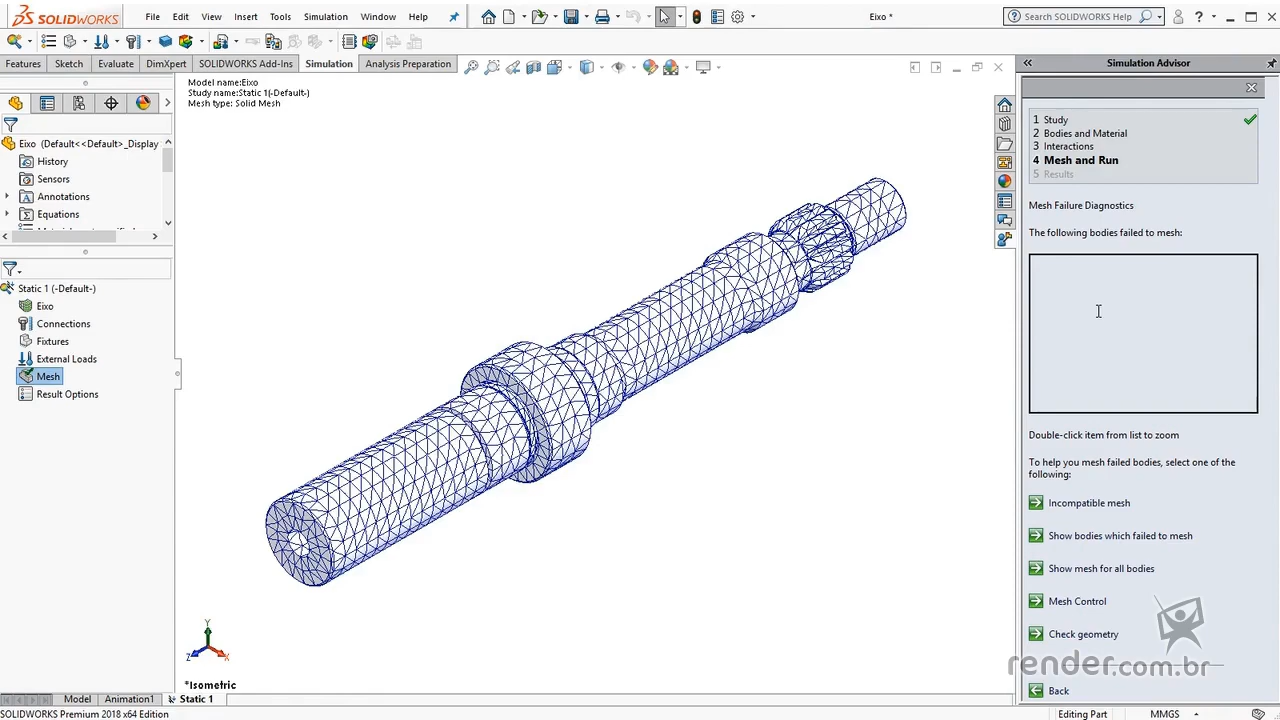 SOLIDWORKS
File Edit View Insert Tools Simulation Window Help
Eixo *
Search SOLIDWORKS Help
Features Sketch Evaluate DimXpert SOLIDWORKS Add-Ins Simulation Analysis Preparation
Model name:Eixo
Study name:Static 1(-Default-)
Mesh type: Solid Mesh
Eixo (Default<<Default>_Display
History
Sensors
Annotations
Equations
Static 1 (-Default-)
Eixo
Connections
Fixtures
External Loads
Mesh
Result Options
Y
Z
X
*Isometric
Simulation Advisor
1 Study
2 Bodies and Material
3 Interactions
4 Mesh and Run
5 Results
Mesh Failure Diagnostics
The following bodies failed to mesh:
Double-click item from list to zoom
To help you mesh failed bodies, select one of the
following:
Incompatible mesh
Show bodies which failed to mesh
Show mesh for all bodies
Mesh Control
Check geometry
render.com.br
Back
Model Animation1 Static 1
SOLIDWORKS Premium 2018 x64 Edition
Editing Part MMGS